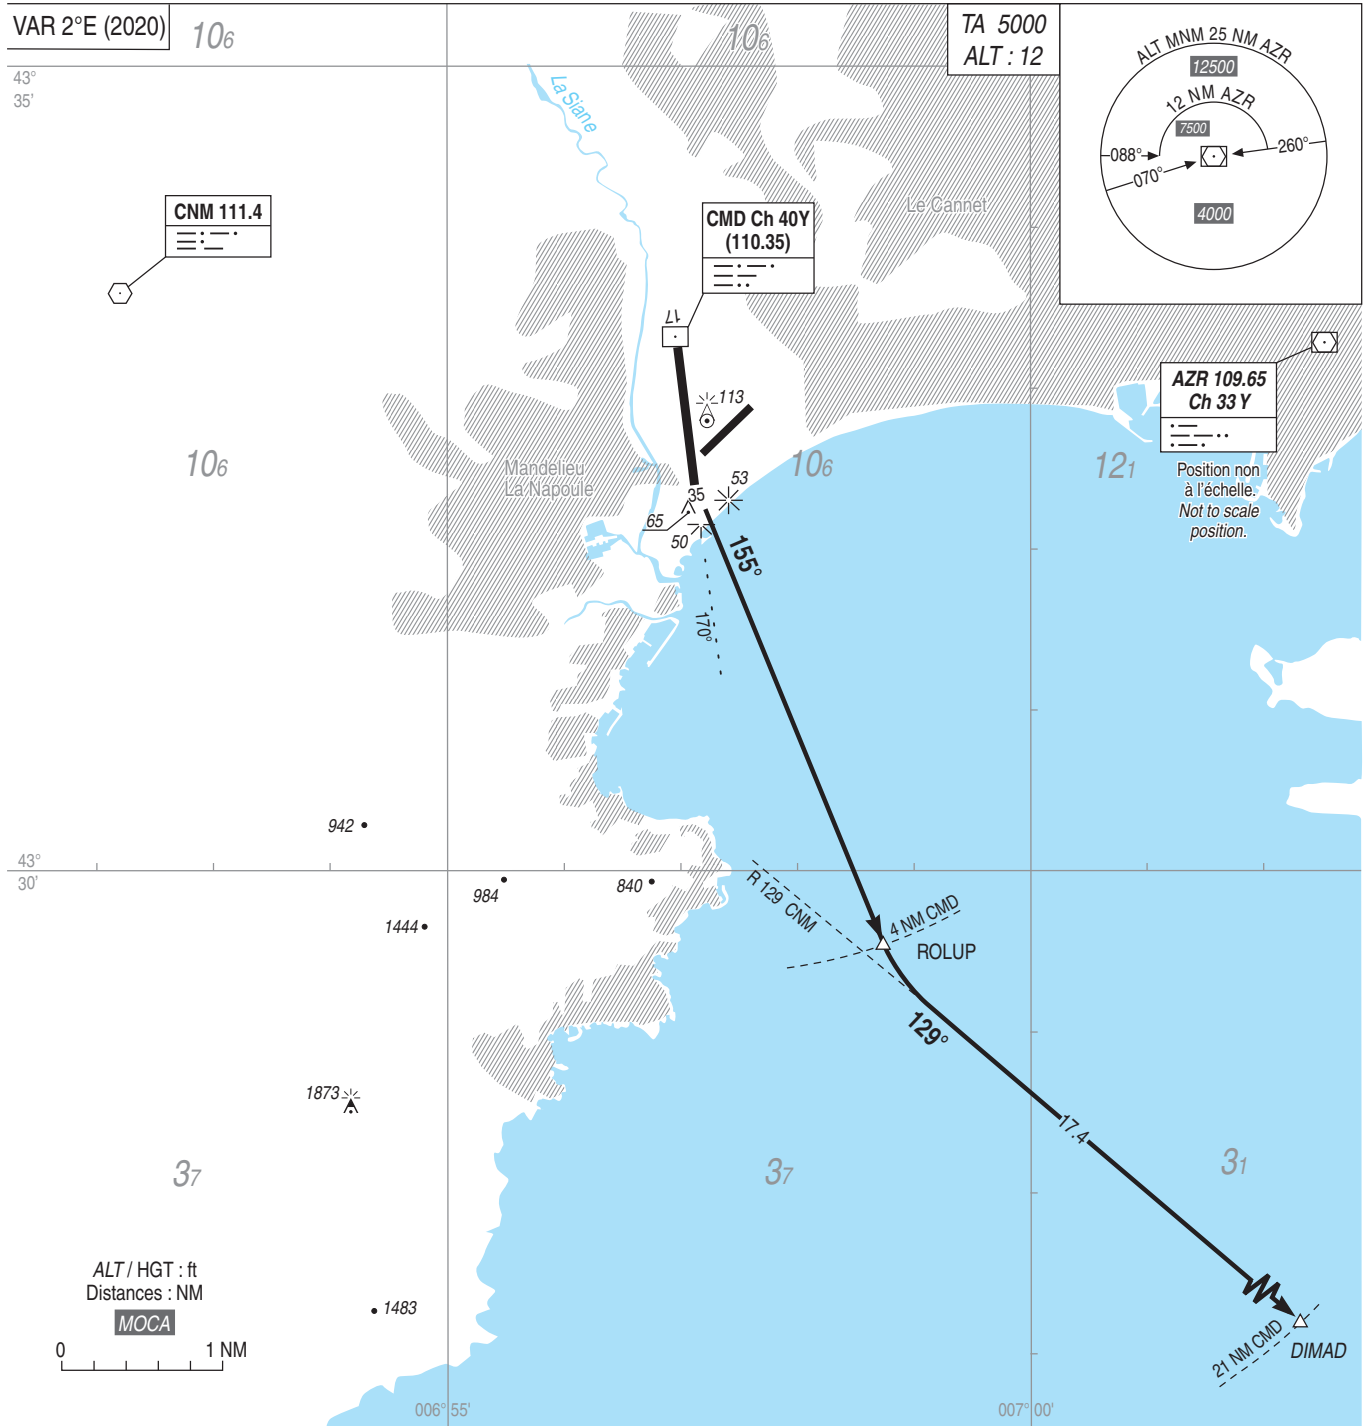 VAR 2°E (2020)
106
106
TA 5000
ALT : 12
ALT MNM 25 NM AZR
12500
12 NM AZR
7500
088°
260°
070°
4000
43°
35'
La Siane
CNM 111.4
CMD Ch 40Y
(110.35)
Le Cannet
17
AZR 109.65
Ch 33 Y
113
106
Mandelieu
La Napoule
106
121
Position non
à l'échelle.
Not to scale
position.
53
35
65
50
155°
170°
942
43°
30'
984
840
R 129 CNM
1444
4 NM CMD
ROLUP
129°
1873
17.4
37
37
31
ALT / HGT : ft
Distances : NM
MOCA
1483
0
1 NM
21 NM CMD
DIMAD
006°55'
007°00'